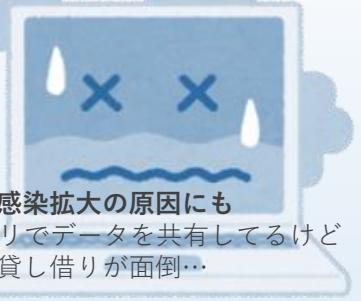 感染拡大の原因にも
リでデータを共有してるけど
貸し借りが面倒…